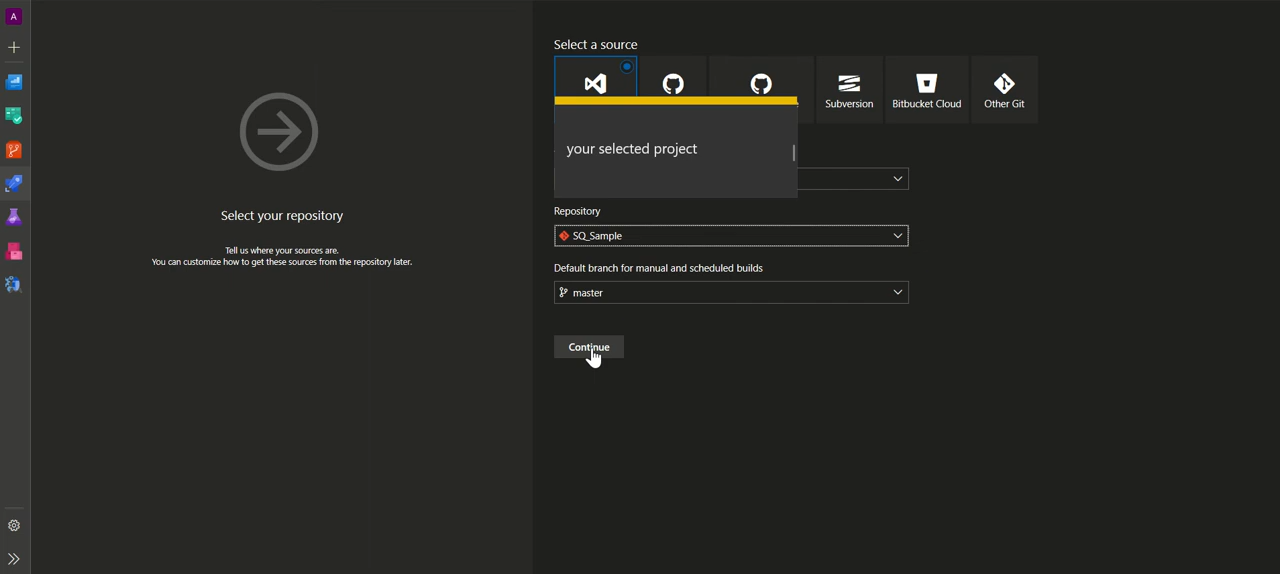 A
Select a source
Subversion
Bitbucket Cloud
Other Git
your selected project
Select your repository
Tell us where your sources are.
You can customize how to get these sources from the repository later.
Repository
SQ_Sample
Default branch for manual and scheduled builds
master
Continue